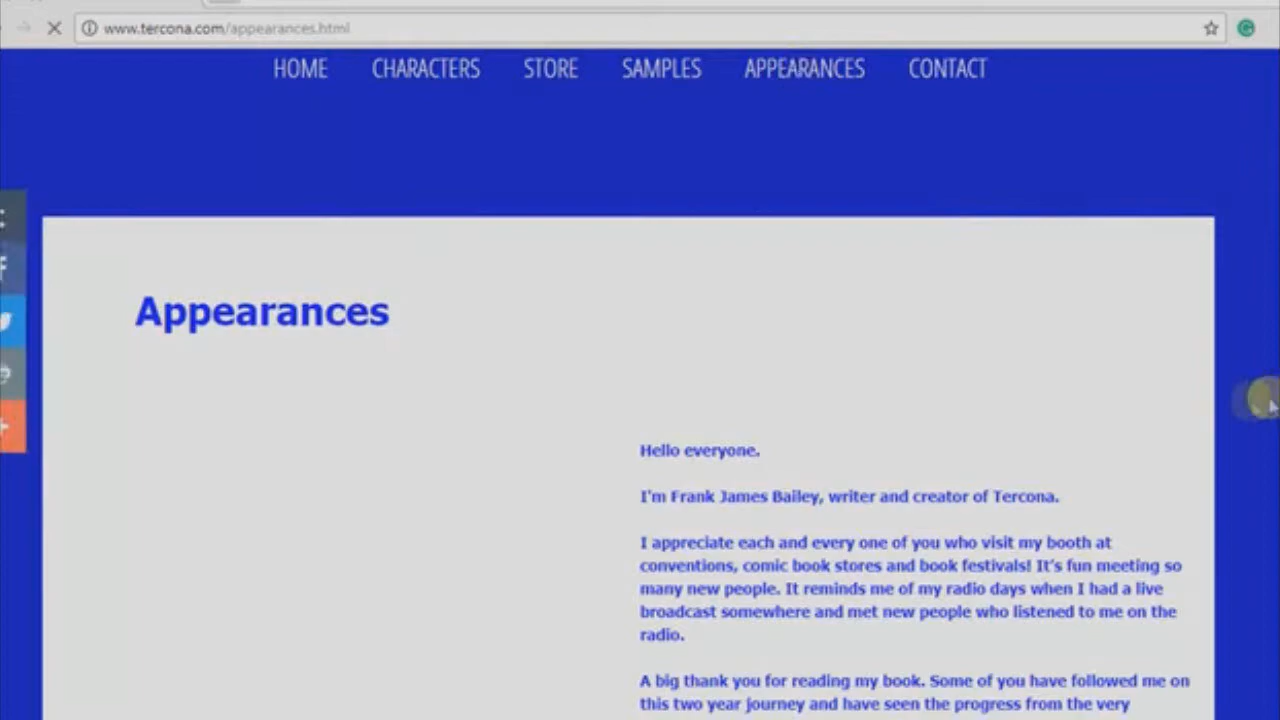 www.tercona.com/appearances.html
HOME CHARACTERS STORE SAMPLES APPEARANCES CONTACT
Appearances
Hello everyone.
I'm Frank James Bailey, writer and creator of Tercona.
I appreciate each and every one of you who visit my booth at
conventions, comic book stores and book festivals! It's fun meeting so
many new people. It reminds me of my radio days when I had a live
broadcast somewhere and met new people who listened to me on the
radio.
A big thank you for reading my book. Some of you have followed me on
this two year journey and have seen the progress from the very